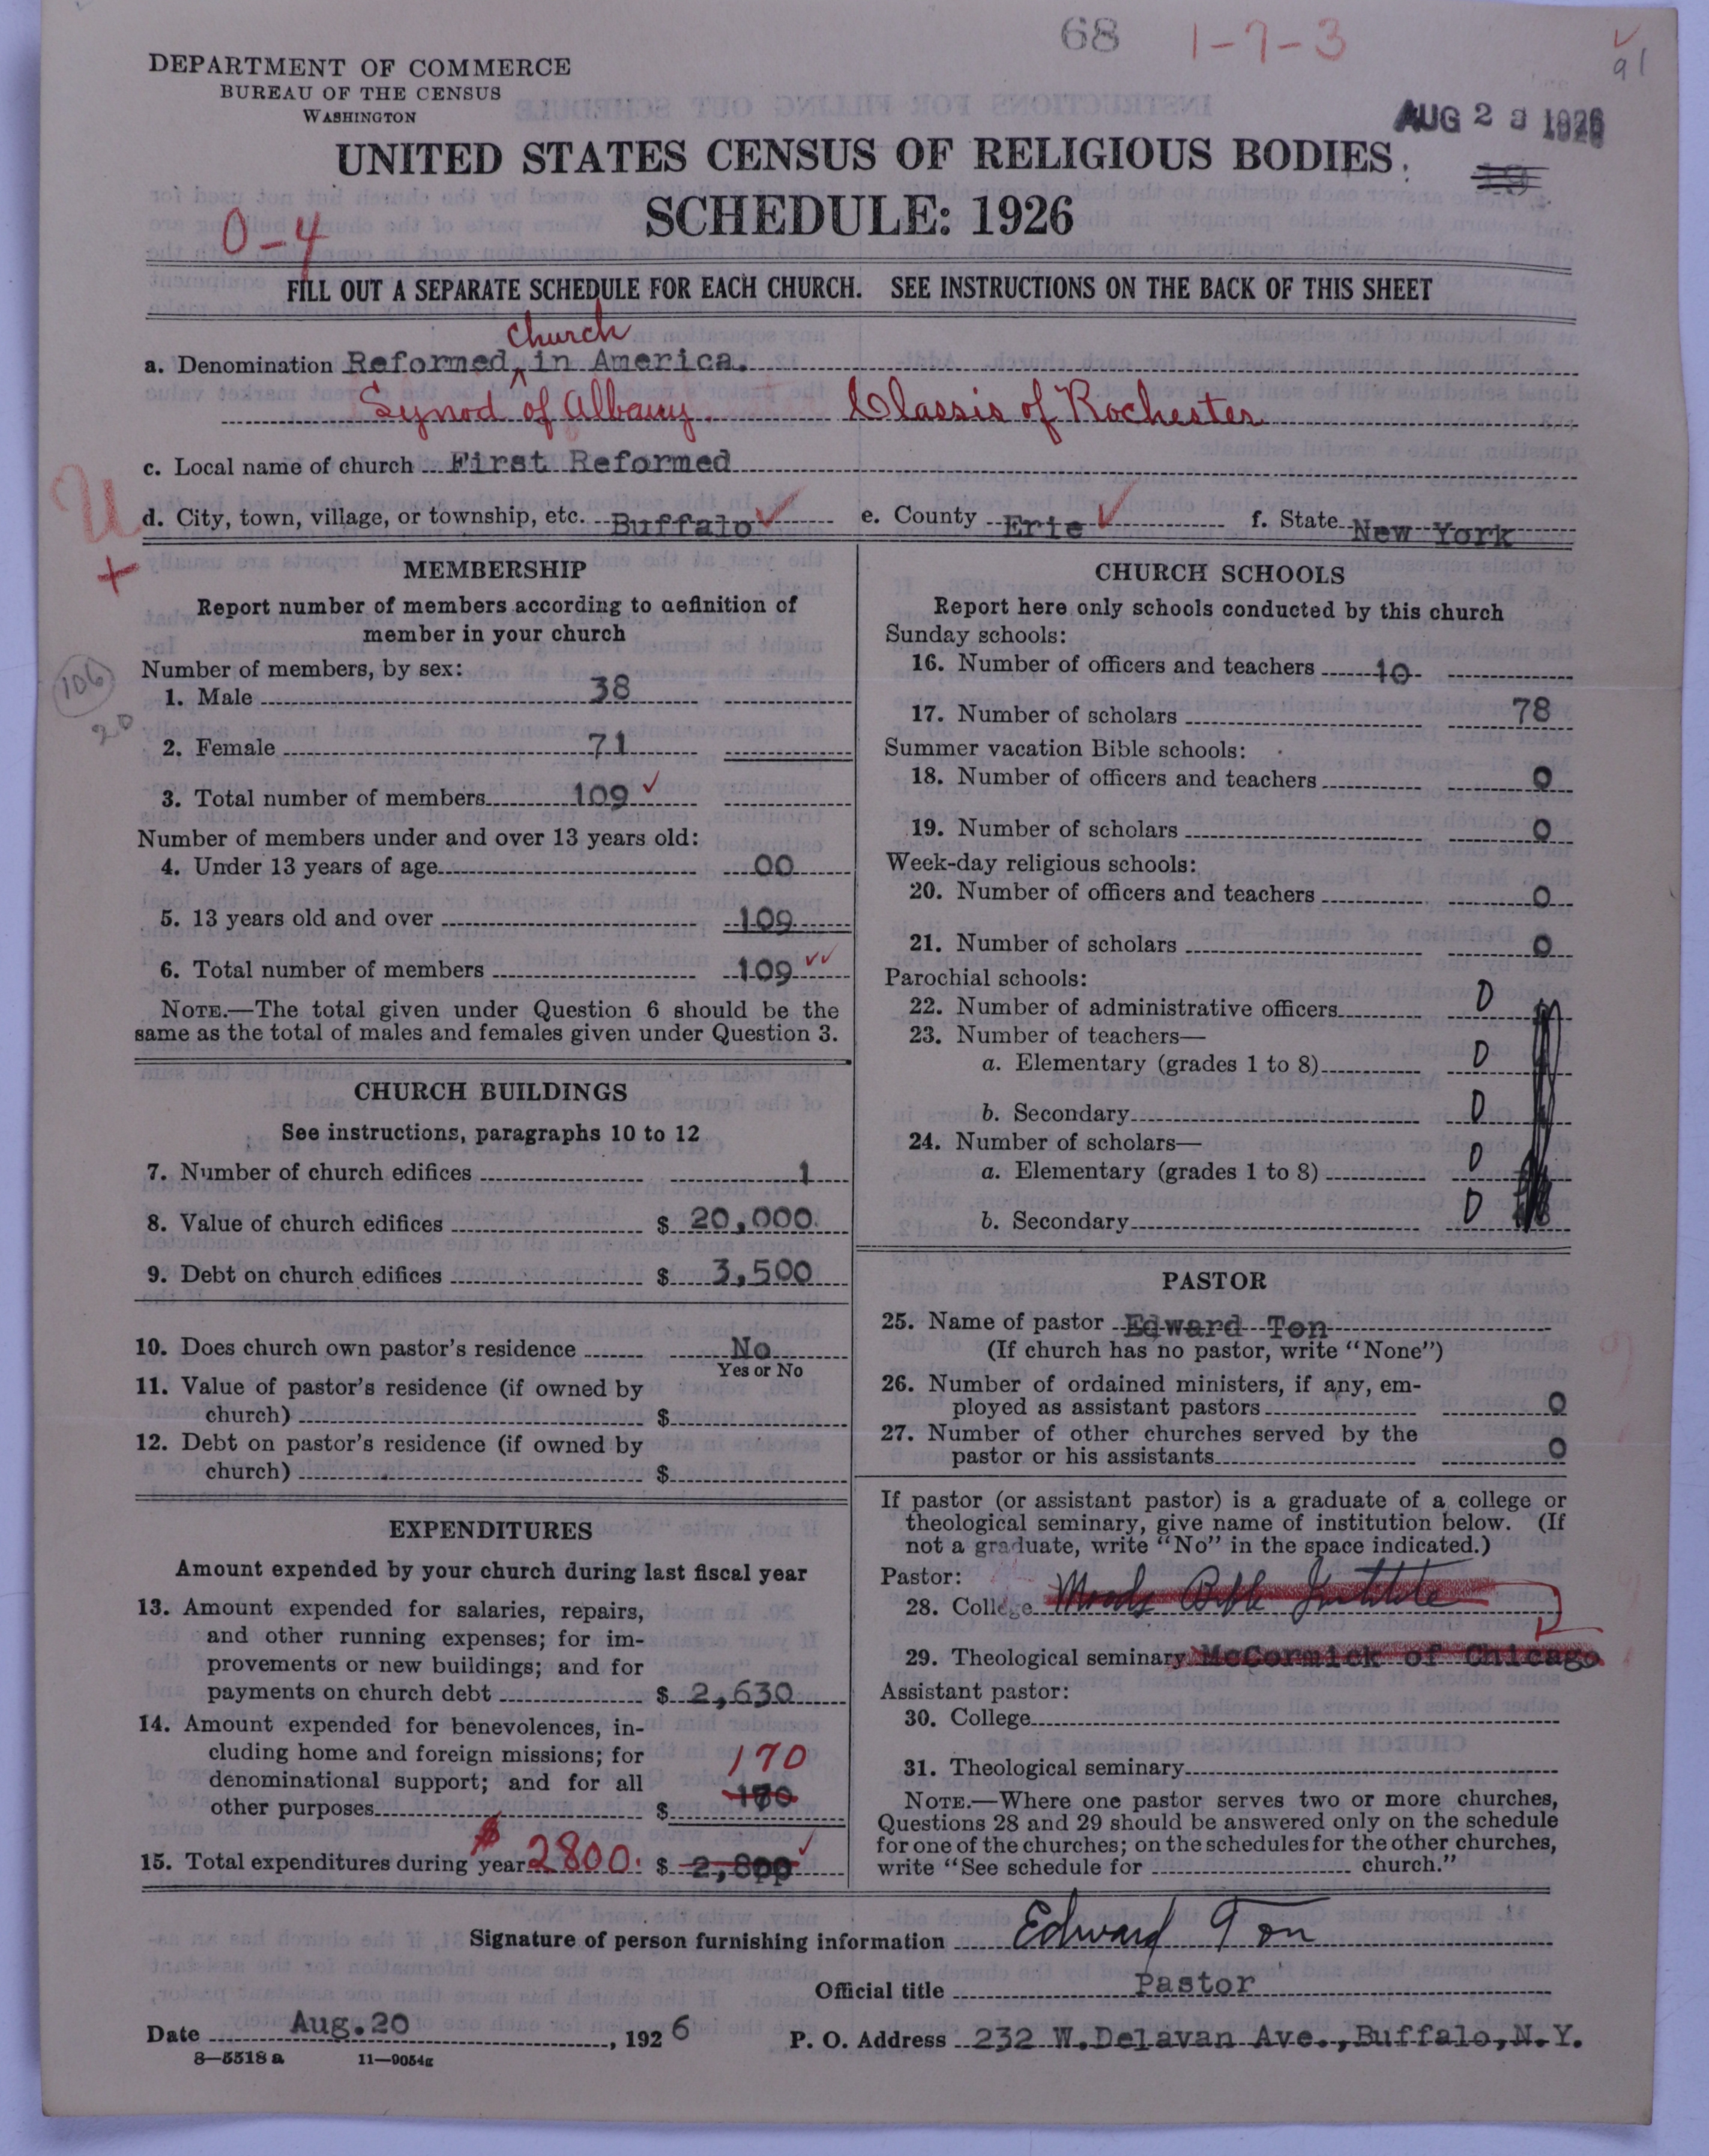 68 1-7-3
91
DEPARTMENT OF COMMERCE
BUREAU OF THE CENSUS
WASHINGTON
AUG 2 3 1926
UNITED STATES CENSUS OF RELIGIOUS BODIES
SCHEDULE: 1926
0-4
FILL OUT A SEPARATE SCHEDULE FOR EACH CHURCH. SEE INSTRUCTIONS ON THE BACK OF THIS SHEET
church
a. Denomination Reformed ^ in America.
Synod of Albany. Classis of Rochester
c. Local name of church First Reformed
d. City, town, village, or township, etc. Buffalo ✓ e. County Erie ✓ f. State New York
U
+
MEMBERSHIP
Report number of members according to definition of
member in your church
Number of members, by sex:
106
20
1. Male 38
2. Female 71
3. Total number of members 109 ✓
Number of members under and over 13 years old:
4. Under 13 years of age 00
5. 13 years old and over 109
6. Total number of members 109 ✓✓
NOTE.—The total given under Question 6 should be the
same as the total of males and females given under Question 3.
CHURCH BUILDINGS
See instructions, paragraphs 10 to 12
7. Number of church edifices 1
8. Value of church edifices $ 20,000.
9. Debt on church edifices $ 3,500
10. Does church own pastor's residence No
Yes or No
11. Value of pastor's residence (if owned by
church) $
12. Debt on pastor's residence (if owned by
church) $
EXPENDITURES
Amount expended by your church during last fiscal year
13. Amount expended for salaries, repairs,
and other running expenses; for im-
provements or new buildings; and for
payments on church debt $ 2,630
14. Amount expended for benevolences, in-
cluding home and foreign missions; for 170
denominational support; and for all
other purposes $ 170
15. Total expenditures during year $ 2800. $ 2,800 ✓
CHURCH SCHOOLS
Report here only schools conducted by this church
Sunday schools:
16. Number of officers and teachers 10
17. Number of scholars 78
Summer vacation Bible schools:
18. Number of officers and teachers 0
19. Number of scholars 0
Week-day religious schools:
20. Number of officers and teachers 0
21. Number of scholars 0
Parochial schools:
22. Number of administrative officers 0
23. Number of teachers—
a. Elementary (grades 1 to 8) 0
b. Secondary 0
24. Number of scholars—
a. Elementary (grades 1 to 8) 0
b. Secondary 0
PASTOR
25. Name of pastor Edward Ton
(If church has no pastor, write "None")
26. Number of ordained ministers, if any, em-
ployed as assistant pastors 0
27. Number of other churches served by the
pastor or his assistants 0
If pastor (or assistant pastor) is a graduate of a college or
theological seminary, give name of institution below. (If
not a graduate, write "No" in the space indicated.)
Pastor:
28. College Moody Bible Institute
29. Theological seminary McCormick of Chicago
Assistant pastor:
30. College
31. Theological seminary
NOTE.—Where one pastor serves two or more churches,
Questions 28 and 29 should be answered only on the schedule
for one of the churches; on the schedules for the other churches,
write "See schedule for church."
Signature of person furnishing information Edward Ton
Official title Pastor
Date Aug.20, 1926 P. O. Address 232 W.Delavan Ave.,Buffalo,N.Y.
8—5518 a 11—9054g